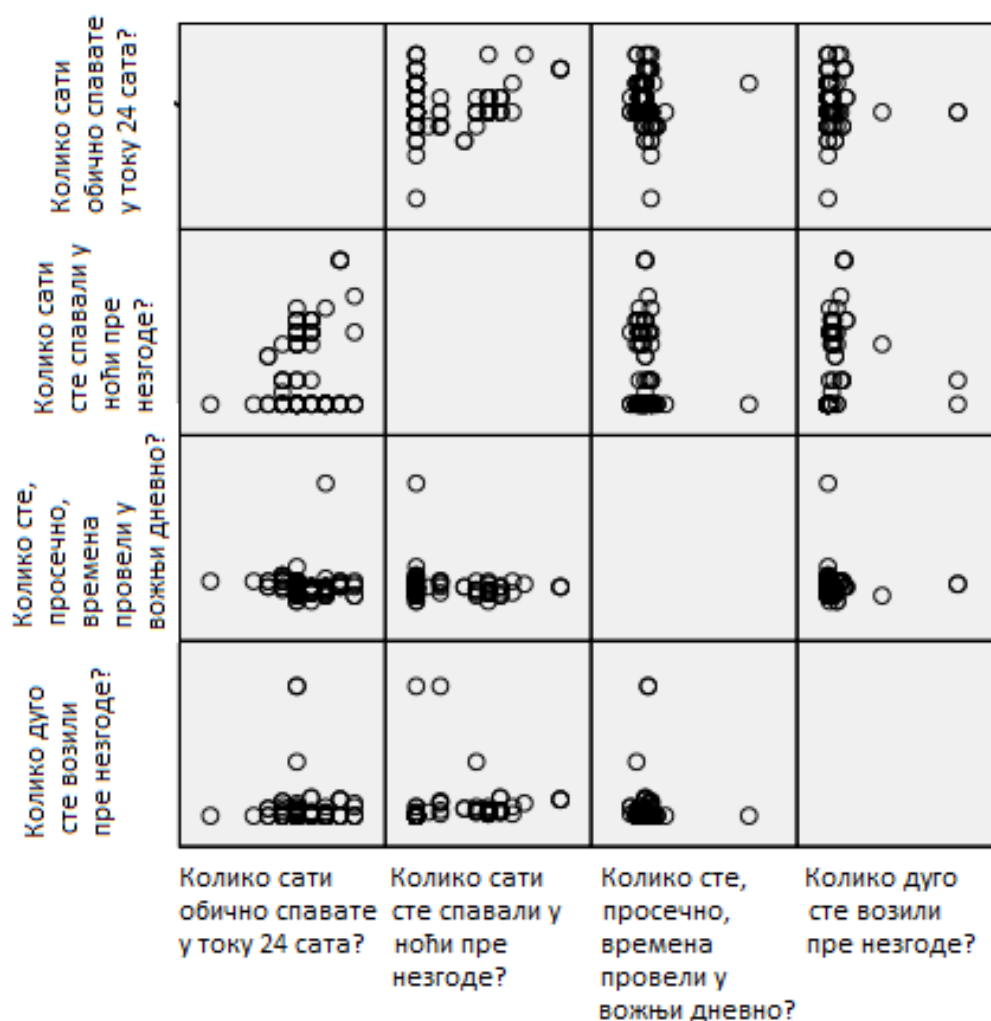 Колико сати
обично спавате
у току 24 сата?
Колико сати
сте спавали у
ноћи пре
незгоде?
Колико сте,
просечно,
времена
провели у
вожњи дневно?
Колико дуго
сте возили
пре незгоде?
Колико сати
обично спавате
у току 24 сата?
Колико сати
сте спавали у
ноћи пре
незгоде?
Колико сте,
просечно,
времена
провели у
вожњи дневно?
Колико дуго
сте возили
пре незгоде?